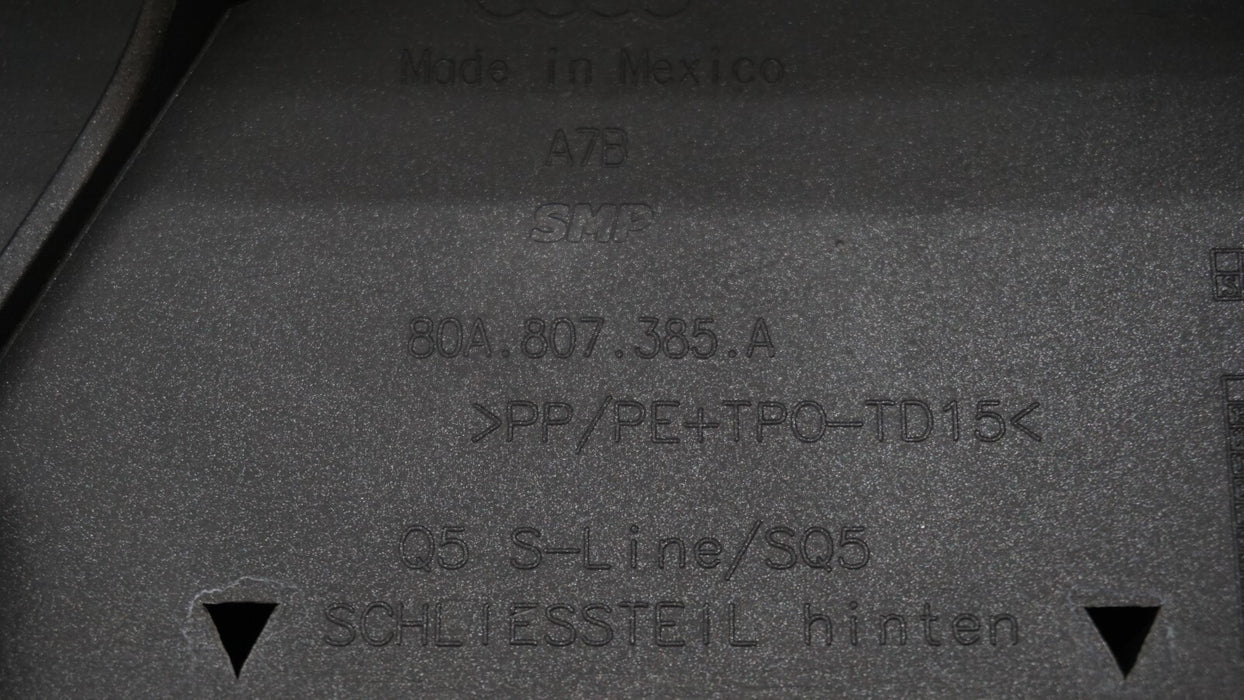 Made in Mexico
A7B
SMP
80A.807.385.A
>PP/PE+TPO-TD15<
Q5 S-Line/SQ5
SCHLIESSTEIL hinten